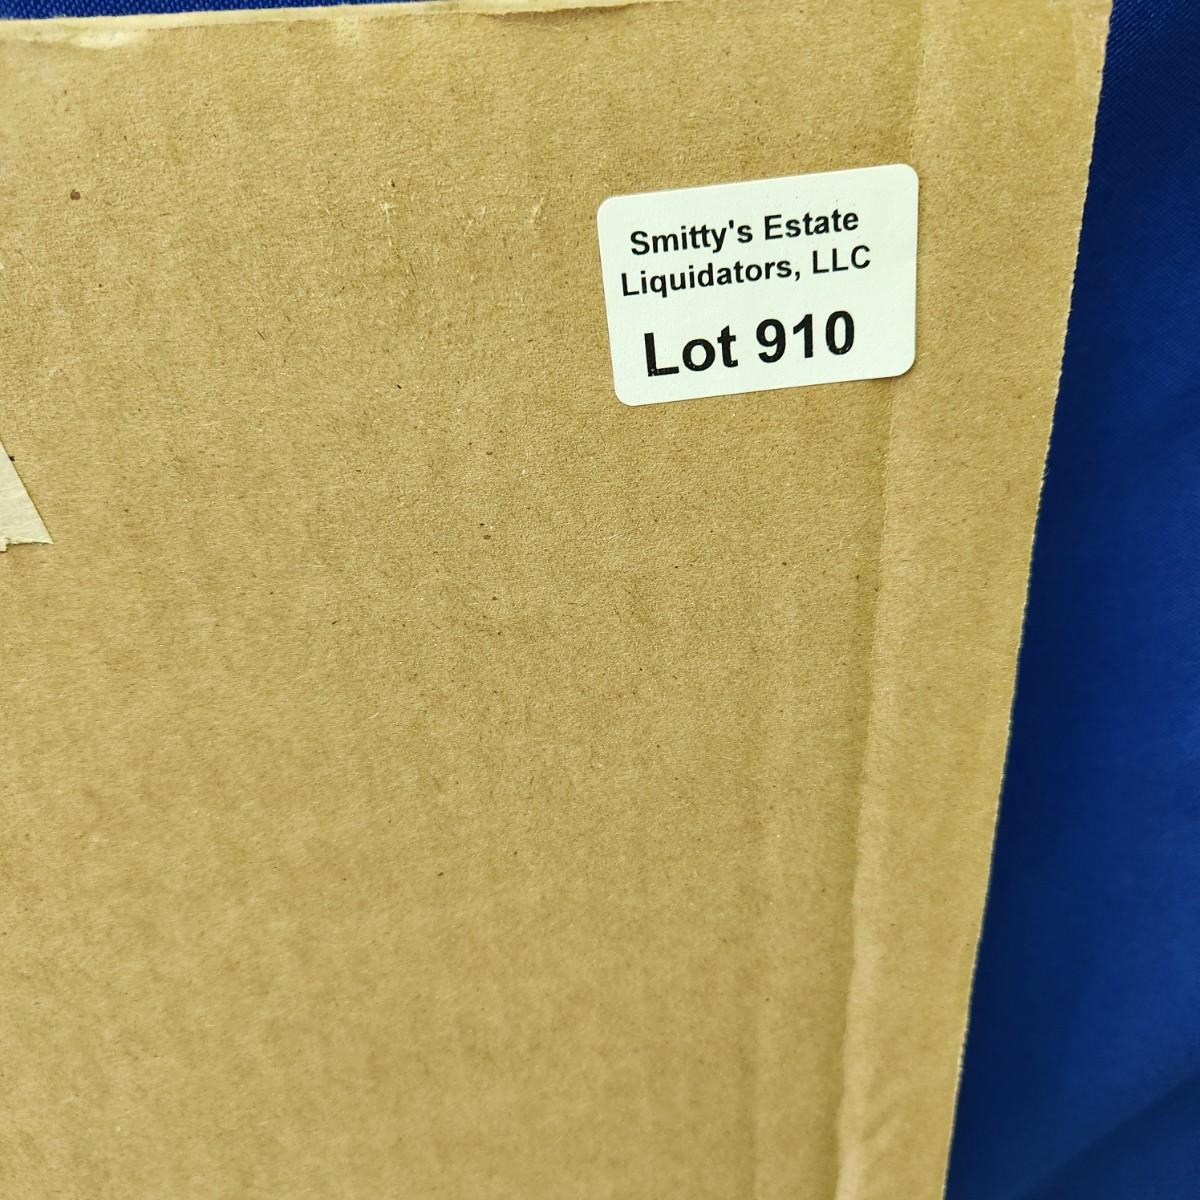 Smitty's Estate
Liquidators, LLC
Lot 910